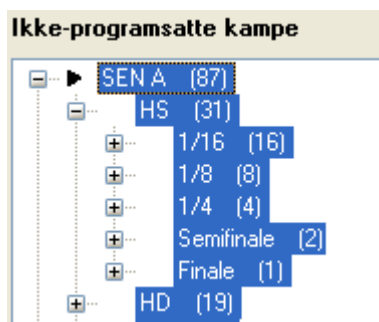 Ikke-programsatte kampe
SEN A (87)
HS (31)
1/16 (16)
1/8 (8)
1/4 (4)
Semifinale (2)
Finale (1)
HD (19)